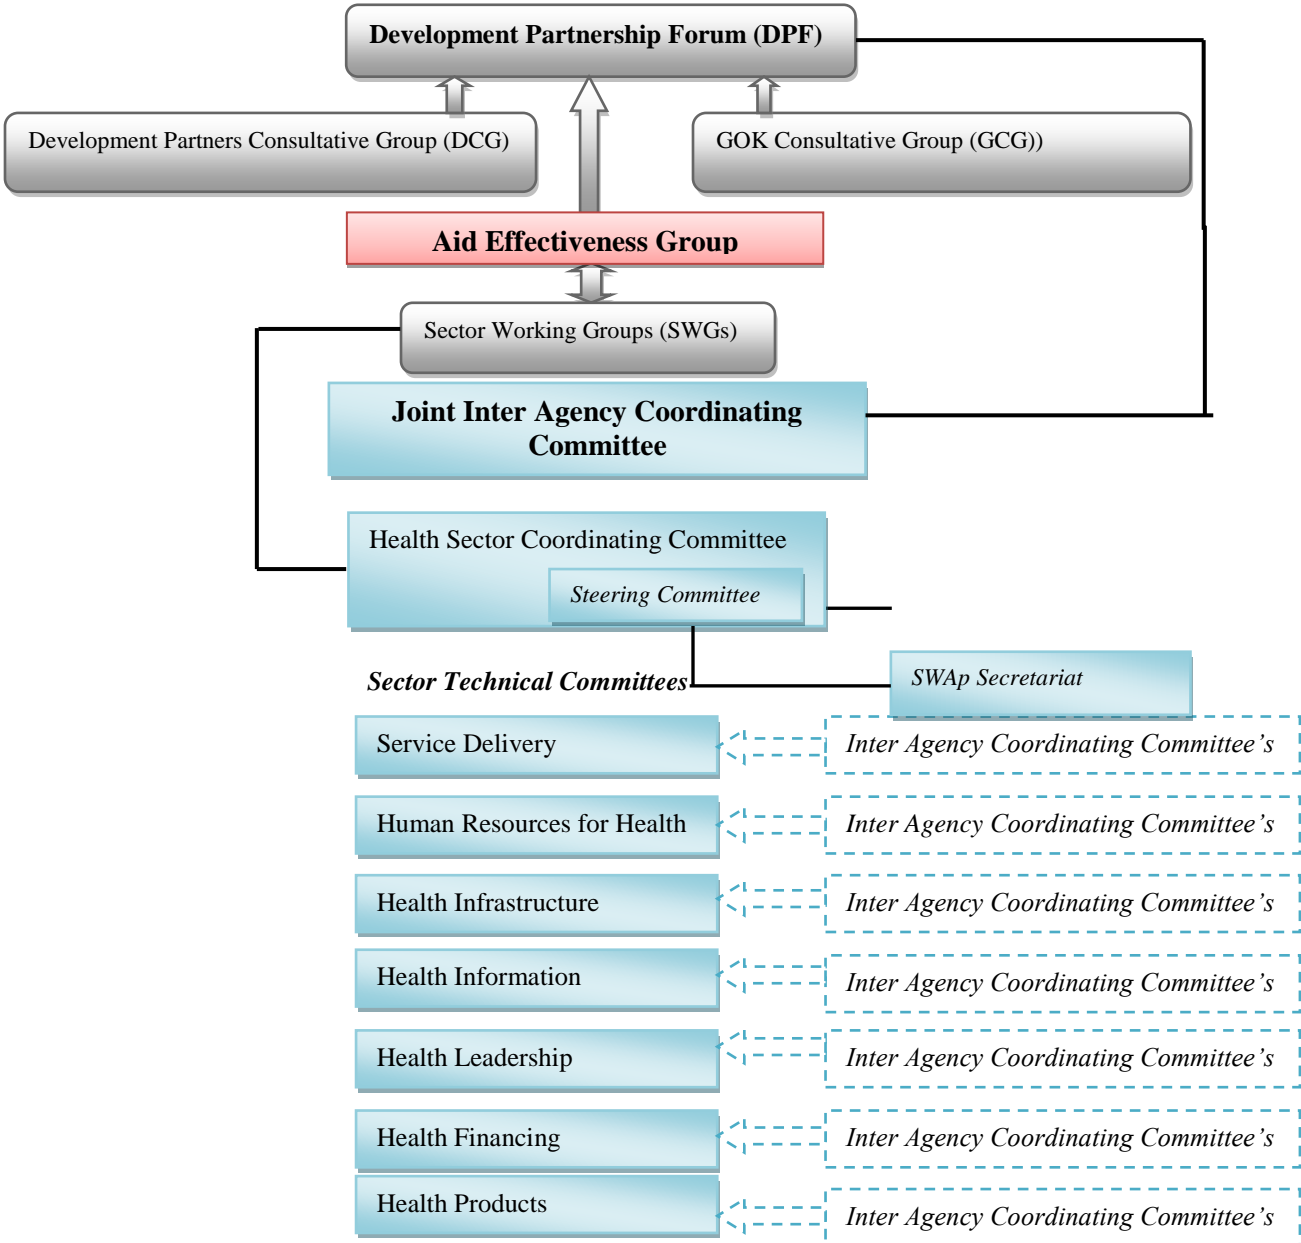 Development Partnership Forum (DPF)
Development Partners Consultative Group (DCG)
GOK Consultative Group (GCG))
Aid Effectiveness Group
Sector Working Groups (SWGs)
Joint Inter Agency Coordinating
Committee
Health Sector Coordinating Committee
Steering Committee
Sector Technical Committees
SWAp Secretariat
Service Delivery
Inter Agency Coordinating Committee’s
Human Resources for Health
Inter Agency Coordinating Committee’s
Health Infrastructure
Inter Agency Coordinating Committee’s
Health Information
Inter Agency Coordinating Committee’s
Health Leadership
Inter Agency Coordinating Committee’s
Health Financing
Inter Agency Coordinating Committee’s
Health Products
Inter Agency Coordinating Committee’s